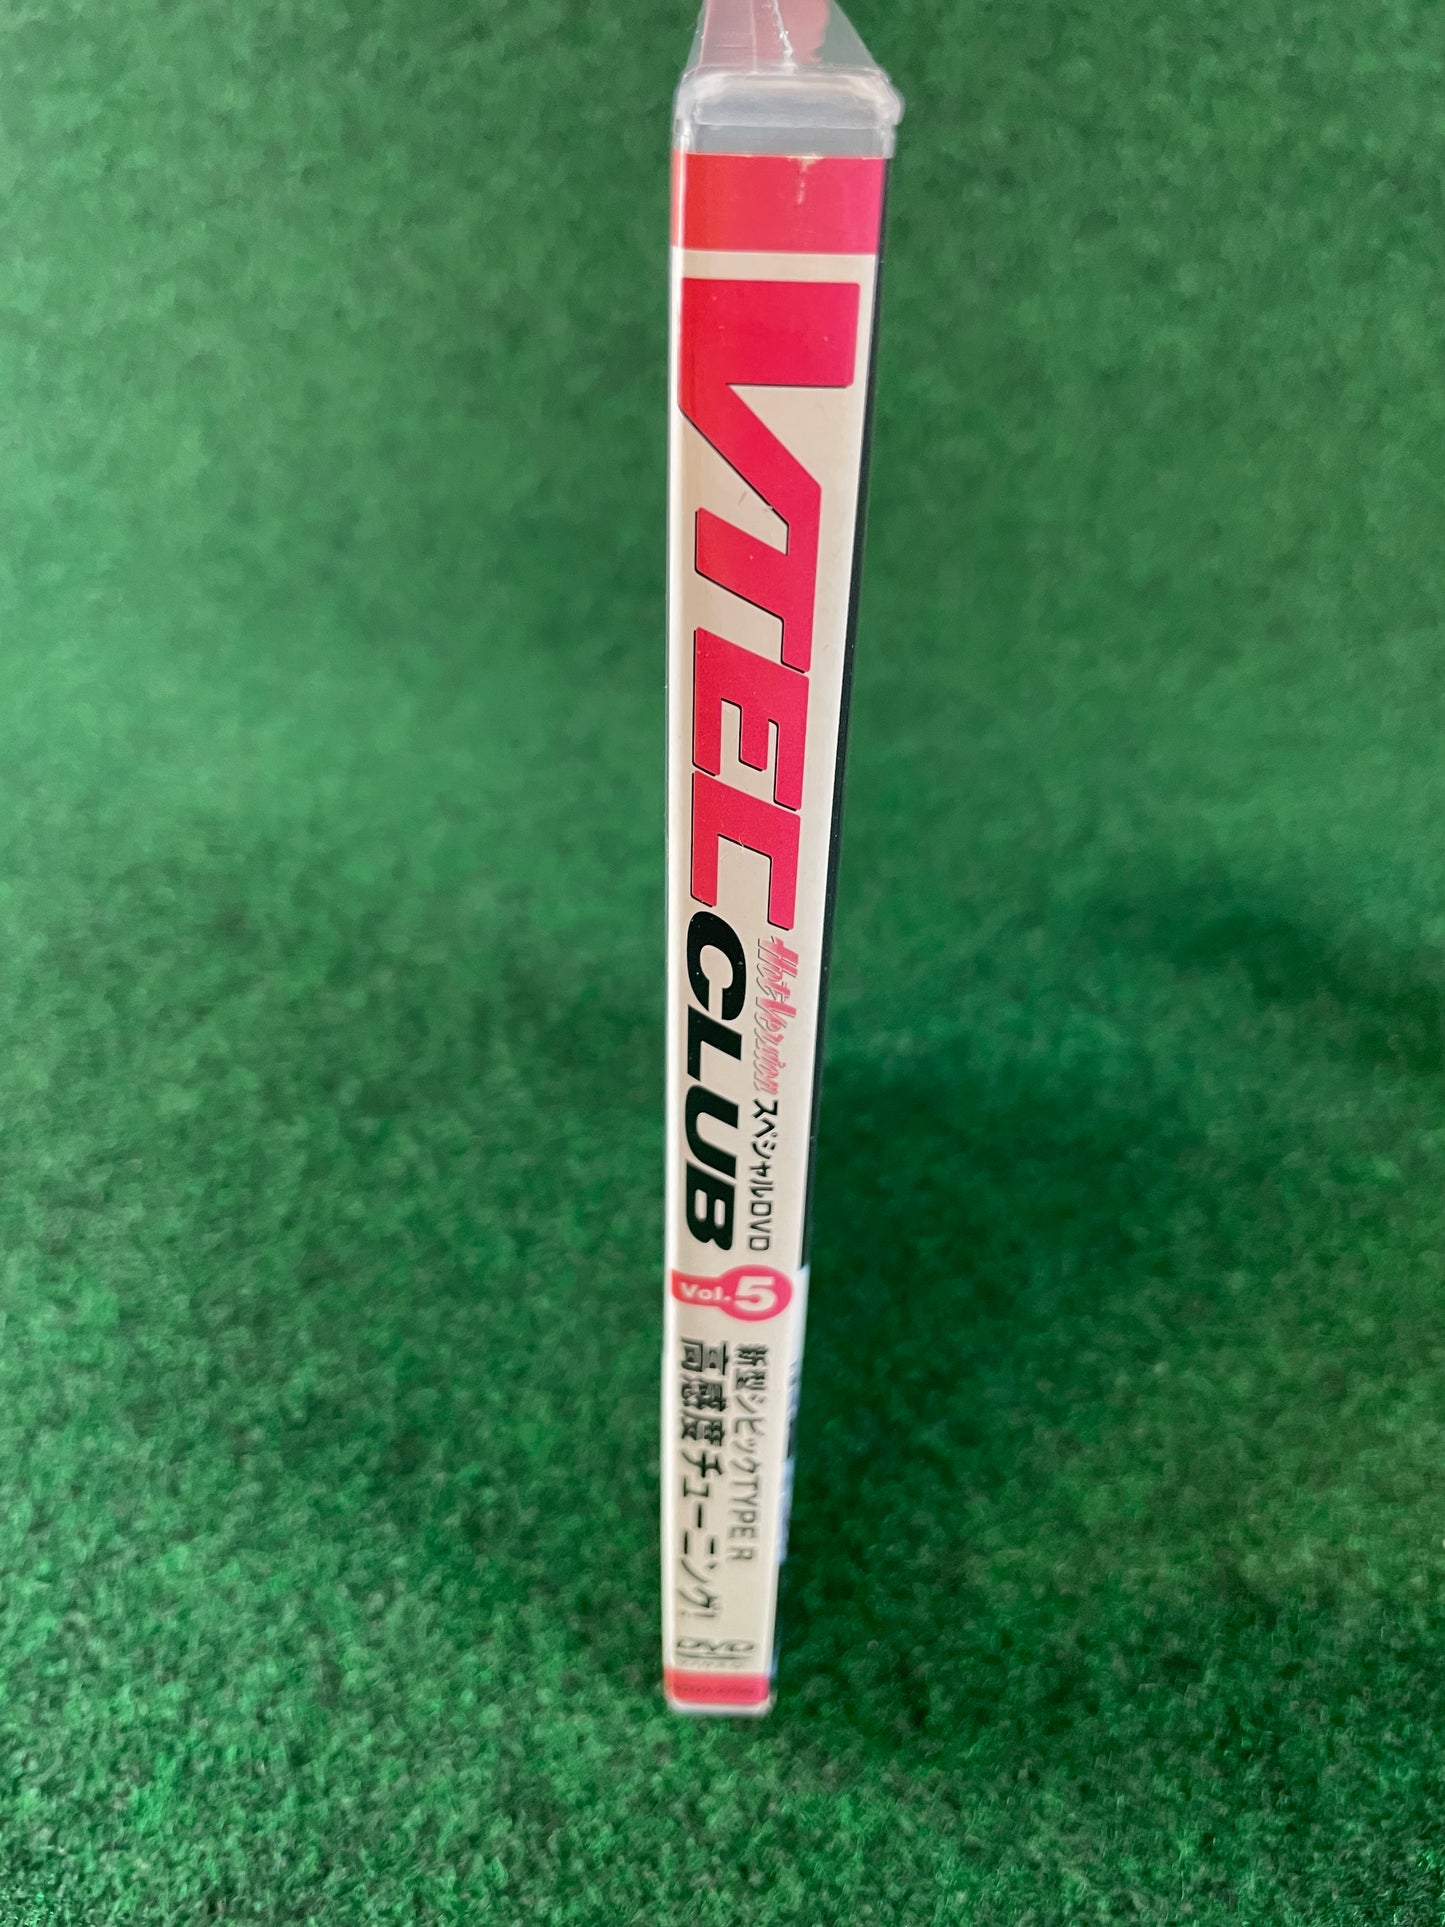 VTEC CLUB
Hot Version スペシャルDVD
Vol.5
新型シビックTYPE R
高感度チューニング!
DVD